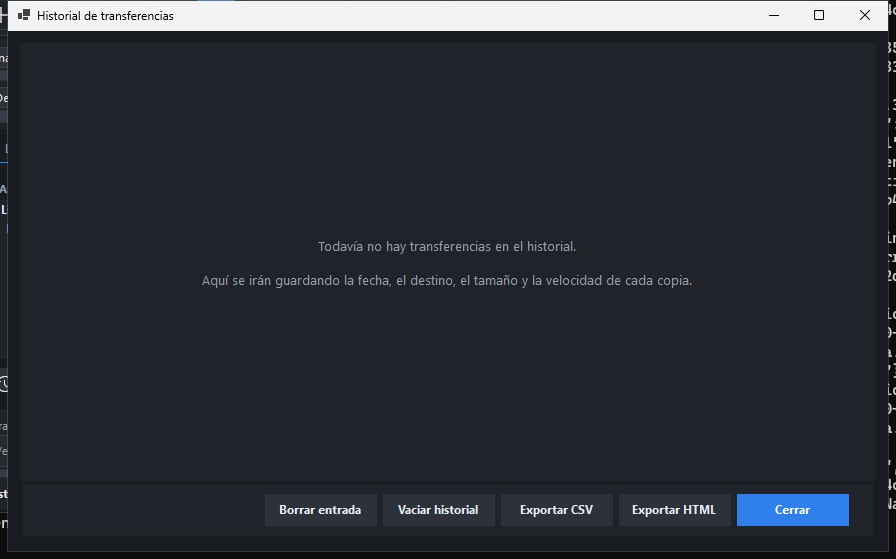 Historial de transferencias
Todavía no hay transferencias en el historial.
Aquí se irán guardando la fecha, el destino, el tamaño y la velocidad de cada copia.
Borrar entrada
Vaciar historial
Exportar CSV
Exportar HTML
Cerrar